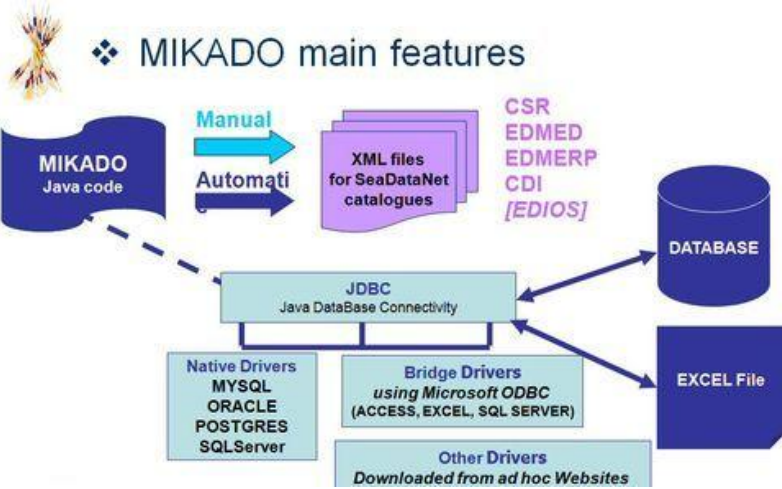 ❖ MIKADO main features
MIKADO
Java code
Manual
Automati
XML files
for SeaDataNet
catalogues
CSR
EDMED
EDMERP
CDI
[EDIOS]
DATABASE
JDBC
Java DataBase Connectivity
EXCEL File
Native Drivers
MYSQL
ORACLE
POSTGRES
SQLServer
Bridge Drivers
using Microsoft ODBC
(ACCESS, EXCEL, SQL SERVER)
Other Drivers
Downloaded from ad hoc Websites